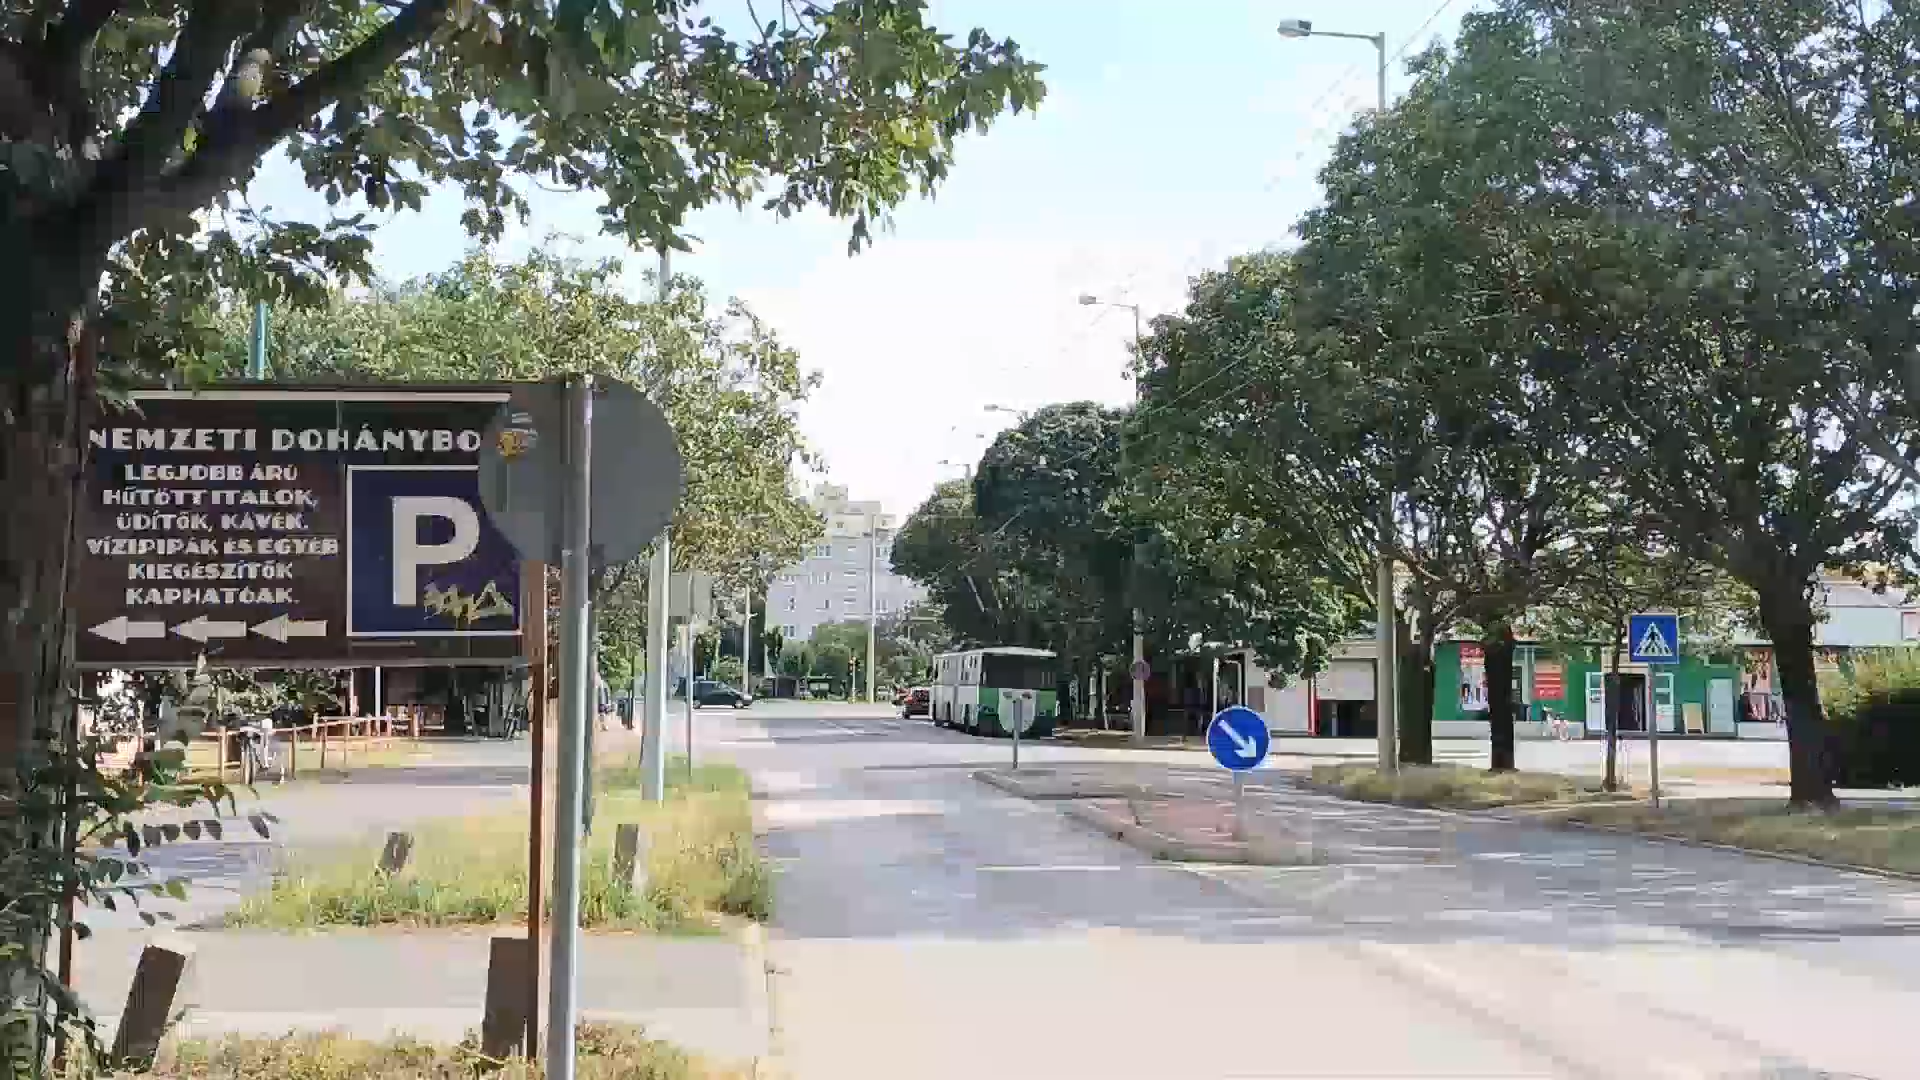 NEMZETI DOHÁNYBO
LEGJOBB ÁRÚ
HŰTÖTT ITALOK,
ÜDÍTŐK, KÁVÉK.
VÍZIPIPÁK ÉS EGYÉB
KIEGÉSZÍTŐK
KAPHATÓAK.
P